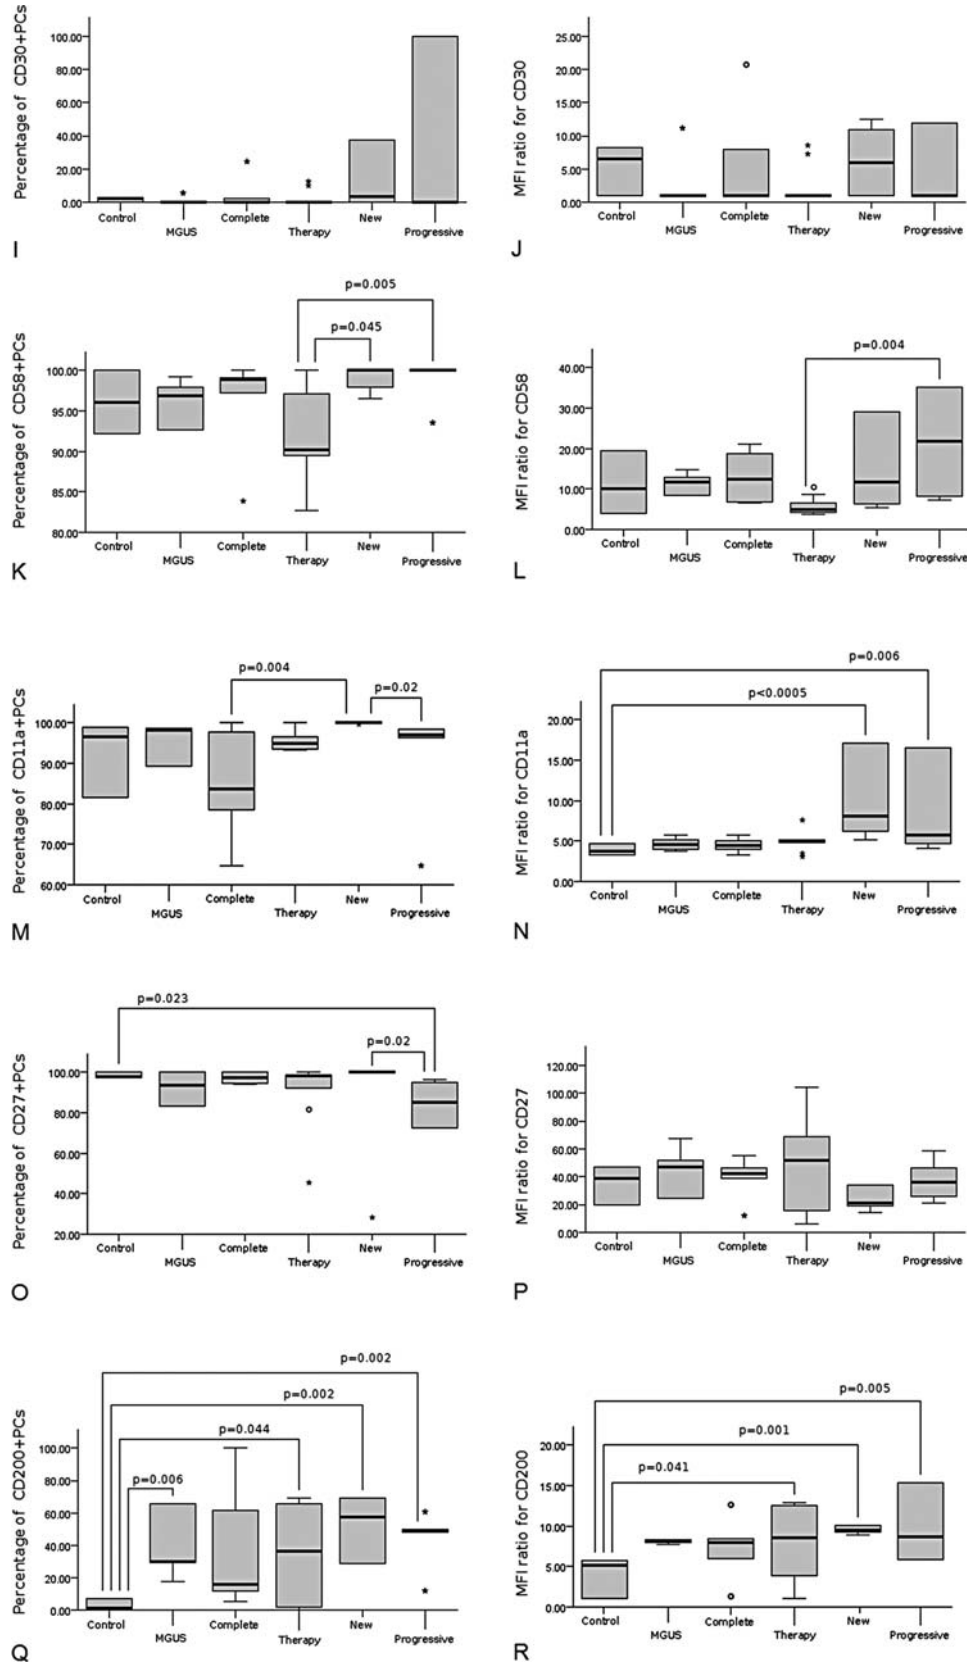 Percentage of CD30+PCs
100.00
80.00
60.00
40.00
20.00
0.00
Control
MGUS
Complete
Therapy
New
Progressive
I
MFI ratio for CD30
25.00
20.00
15.00
10.00
5.00
0.00
Control
MGUS
Complete
Therapy
New
Progressive
J
Percentage of CD58+PCs
p=0.005
p=0.045
100.00
95.00
90.00
85.00
80.00
Control
MGUS
Complete
Therapy
New
Progressive
K
MFI ratio for CD58
p=0.004
40.00
30.00
20.00
10.00
0.00
Control
MGUS
Complete
Therapy
New
Progressive
L
Percentage of CD11a+PCs
p=0.004
p=0.02
100.00
90.00
80.00
70.00
60.00
Control
MGUS
Complete
Therapy
New
Progressive
M
MFI ratio for CD11a
p=0.006
p<0.0005
20.00
15.00
10.00
5.00
0.00
Control
MGUS
Complete
Therapy
New
Progressive
N
Percentage of CD27+PCs
p=0.023
p=0.02
100.00
80.00
60.00
40.00
20.00
Control
MGUS
Complete
Therapy
New
Progressive
O
MFI ratio for CD27
120.00
100.00
80.00
60.00
40.00
20.00
0.00
Control
MGUS
Complete
Therapy
New
Progressive
P
Percentage of CD200+PCs
p=0.002
p=0.002
p=0.044
p=0.006
100.00
80.00
60.00
40.00
20.00
0.00
Control
MGUS
Complete
Therapy
New
Progressive
Q
MFI ratio for CD200
p=0.005
p=0.001
p=0.041
20.00
15.00
10.00
5.00
0.00
Control
MGUS
Complete
Therapy
New
Progressive
R